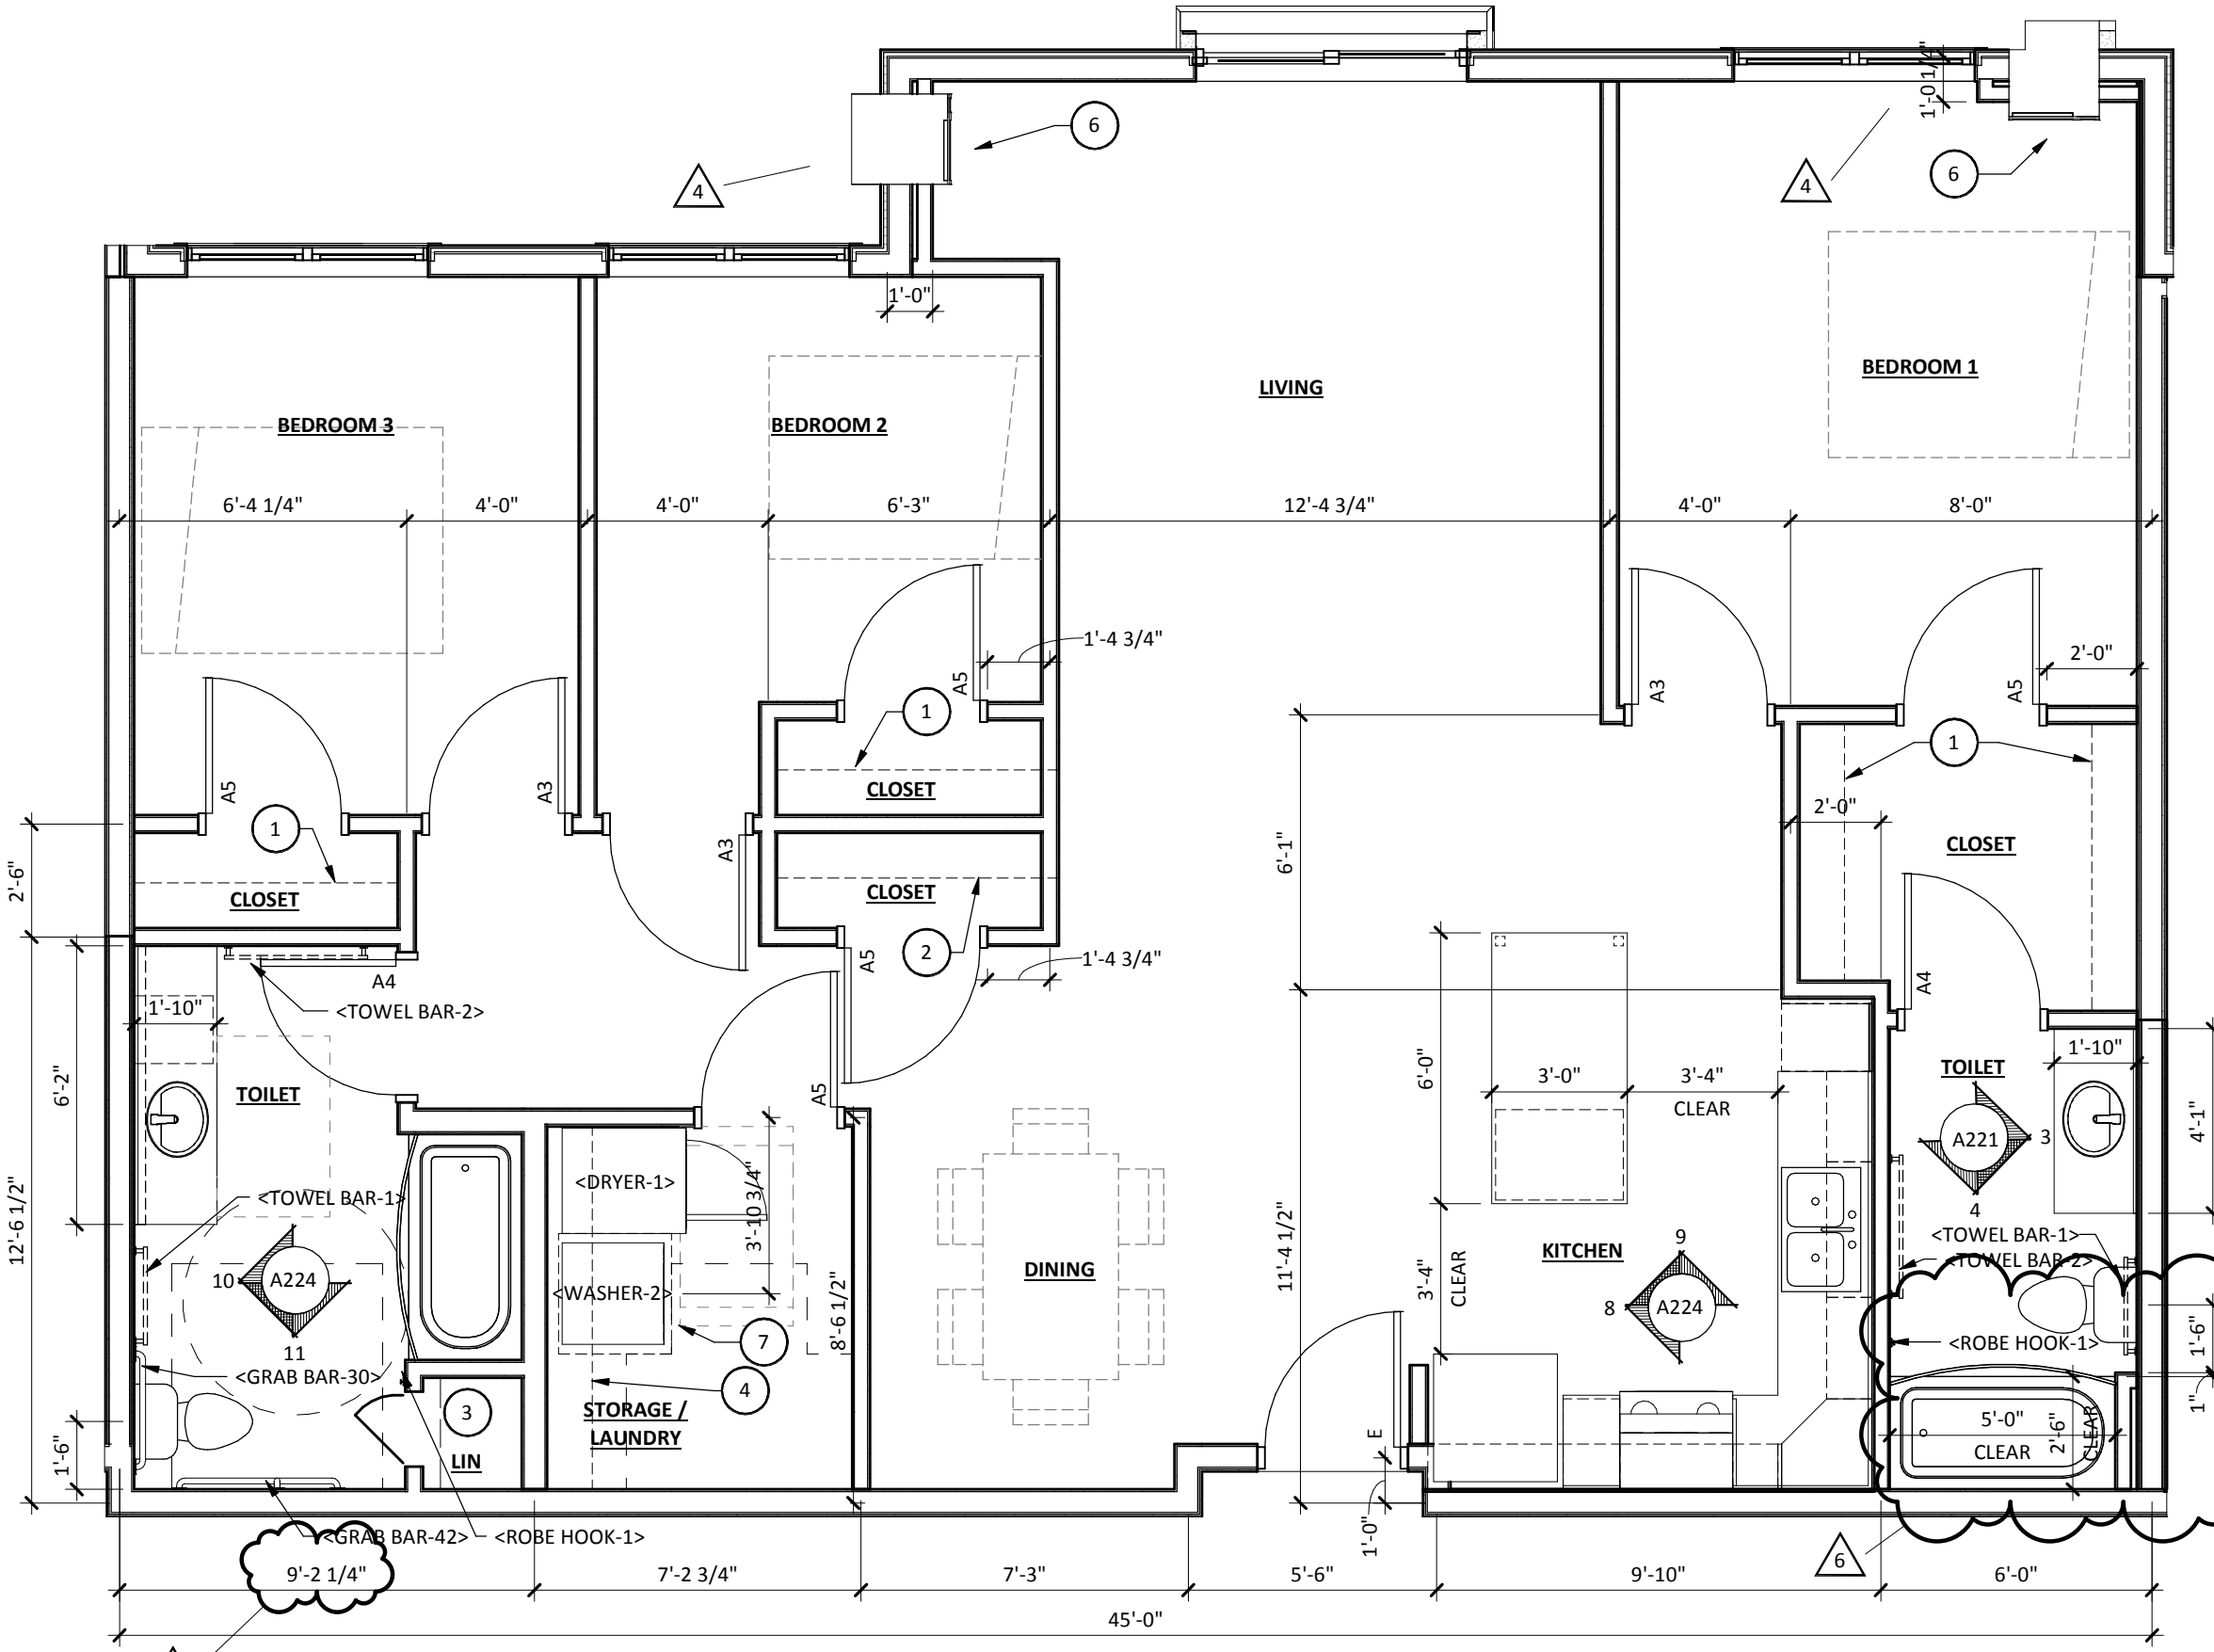 1'-0 1/4"
6
4
4
6
1'-0"
BEDROOM 1
LIVING
BEDROOM 3
BEDROOM 2
6'-4 1/4"
4'-0"
4'-0"
6'-3"
12'-4 3/4"
4'-0"
8'-0"
1'-4 3/4"
2'-0"
A5
A3
A5
1
1
A5
A3
CLOSET
2'-0"
1
A3
CLOSET
6'-1"
2'-6"
CLOSET
CLOSET
2
A5
1'-4 3/4"
A4
A4
1'-10"
<TOWEL BAR-2>
1'-10"
6'-2"
TOILET
A5
6'-0"
3'-0"
3'-4"
CLEAR
TOILET
4'-1"
A221
3
4
<DRYER-1>
<TOWEL BAR-1>
3'-10 3/4"
12'-6 1/2"
11'-4 1/2"
<TOWEL BAR-1>
<TOWEL BAR-2>
9
KITCHEN
DINING
3'-4"
CLEAR
10
A224
<WASHER-2>
8
A224
8'-6 1/2"
7
11
<GRAB BAR-30>
<ROBE HOOK-1>
1'-6"
1"
4
3
STORAGE /
LAUNDRY
LIN
E
5'-0"
CLEAR
2'-6"
CLEAR
1'-6"
1'-0"
<GRAB BAR-42>
<ROBE HOOK-1>
6
9'-2 1/4"
7'-2 3/4"
7'-3"
5'-6"
9'-10"
6'-0"
45'-0"